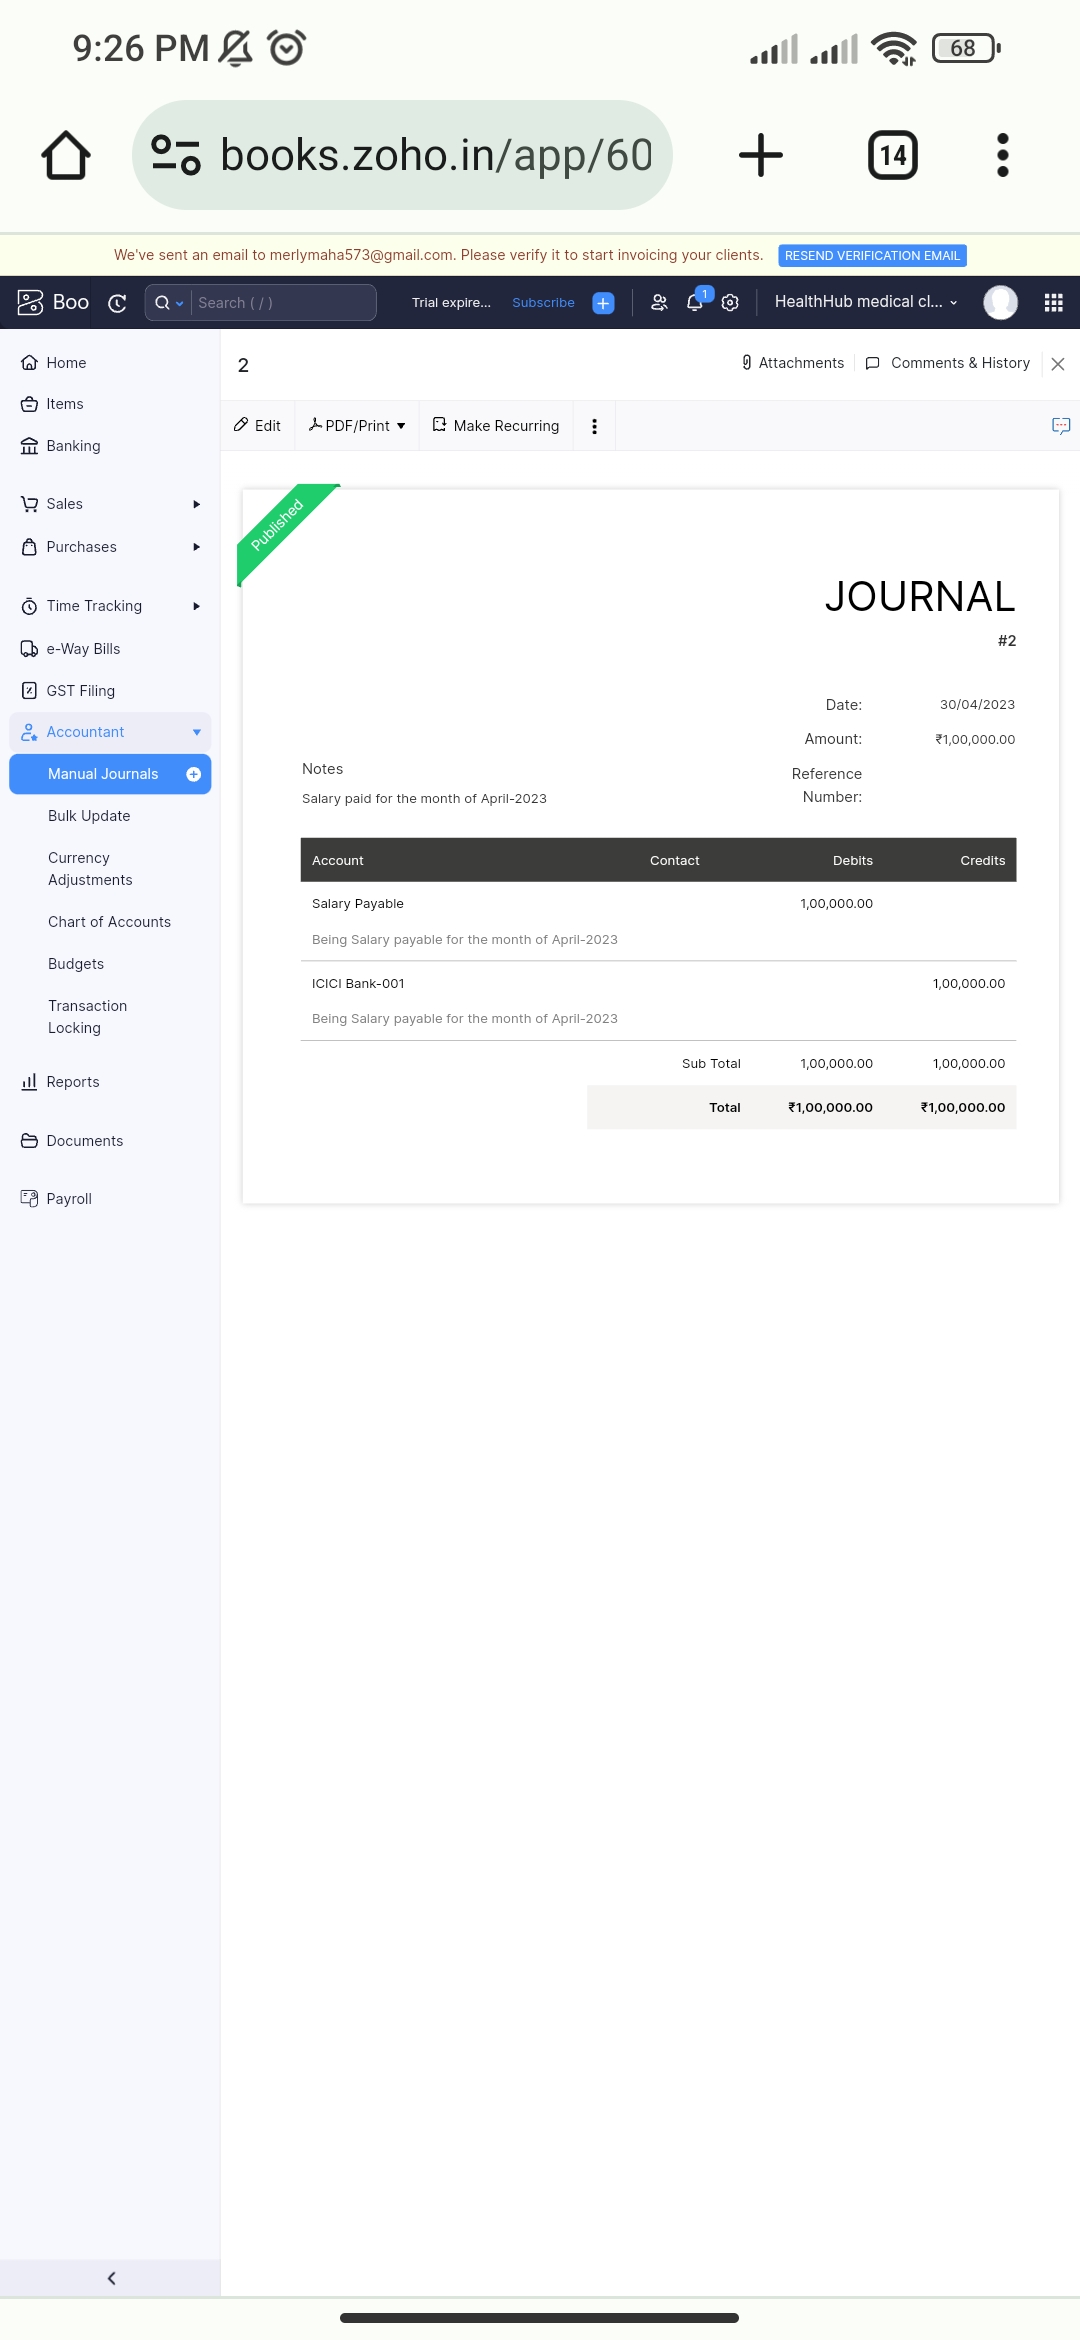 9:26 PM
68
books.zoho.in/app/60
14
We've sent an email to merlymaha573@gmail.com. Please verify it to start invoicing your clients. RESEND VERIFICATION EMAIL
Boo
Search ( / )
Trial expire...
Subscribe
1
HealthHub medical cl...
Home
Items
Banking
Sales
Purchases
Time Tracking
e-Way Bills
GST Filing
Accountant
Manual Journals
Bulk Update
Currency
Adjustments
Chart of Accounts
Budgets
Transaction
Locking
Reports
Documents
Payroll
2
Attachments
Comments & History
Edit
PDF/Print
Make Recurring
Published
JOURNAL
#2
Date: 30/04/2023
Amount: ₹1,00,000.00
Reference
Number:
Notes
Salary paid for the month of April-2023
Account Contact Debits Credits
Salary Payable 1,00,000.00
Being Salary payable for the month of April-2023
ICICI Bank-001 1,00,000.00
Being Salary payable for the month of April-2023
Sub Total 1,00,000.00 1,00,000.00
Total ₹1,00,000.00 ₹1,00,000.00